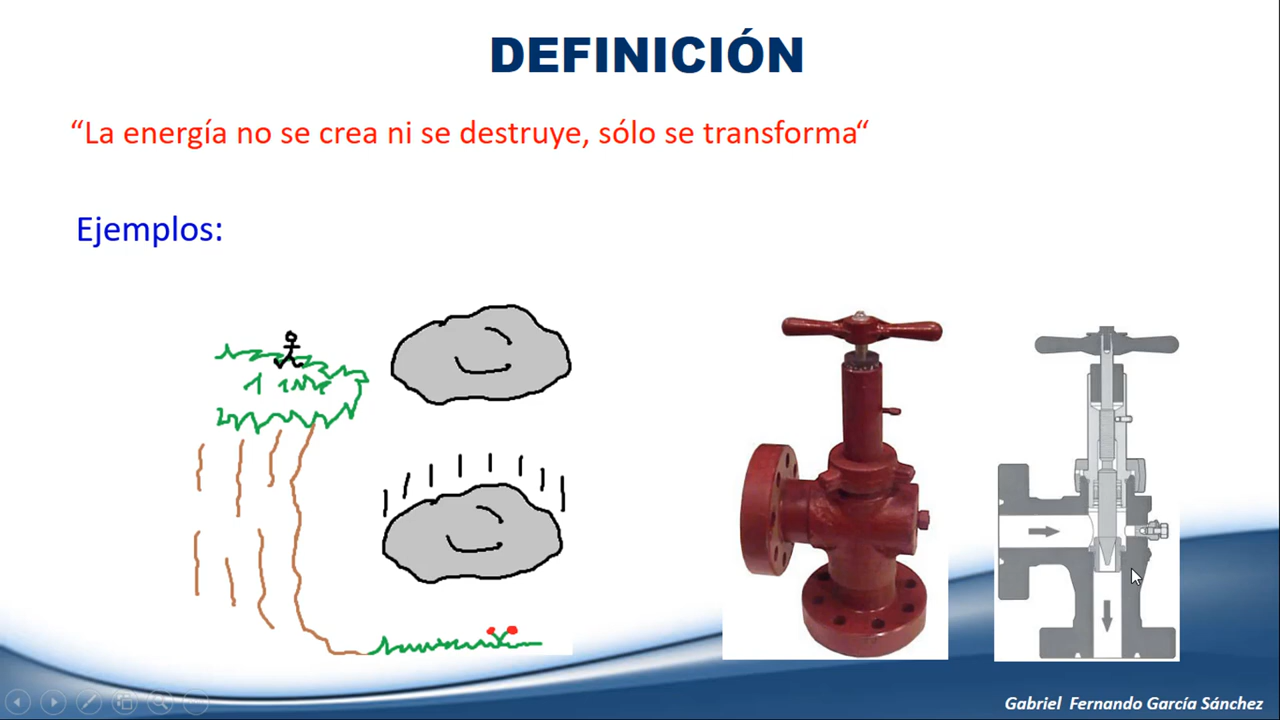 DEFINICIÓN
“La energía no se crea ni se destruye, sólo se transforma“
Ejemplos:
Gabriel Fernando García Sánchez